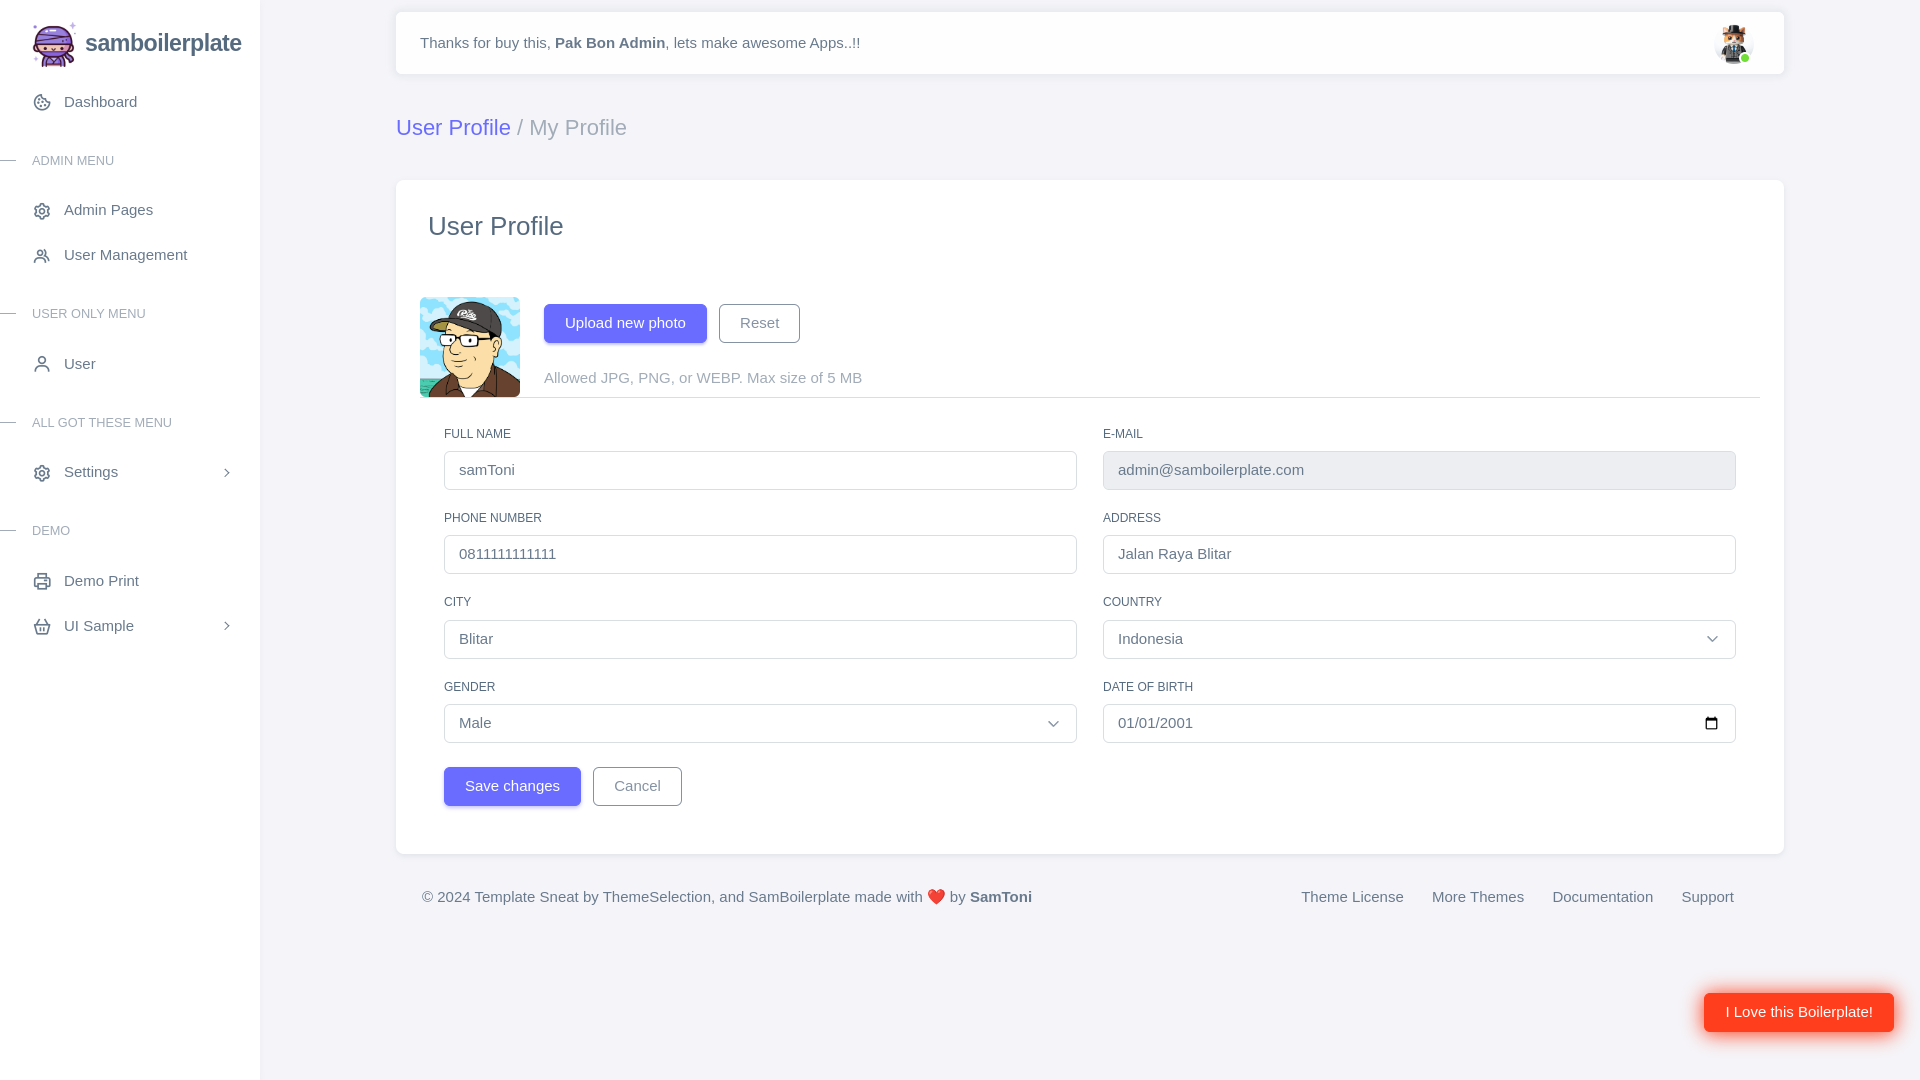 samboilerplate
Dashboard
ADMIN MENU
Admin Pages
User Management
USER ONLY MENU
User
ALL GOT THESE MENU
Settings
DEMO
Demo Print
UI Sample
Thanks for buy this, Pak Bon Admin, lets make awesome Apps..!!
User Profile / My Profile
User Profile
Upload new photo
Reset
Allowed JPG, PNG, or WEBP. Max size of 5 MB
FULL NAME
samToni
E-MAIL
admin@samboilerplate.com
PHONE NUMBER
0811111111111
ADDRESS
Jalan Raya Blitar
CITY
Blitar
COUNTRY
Indonesia
GENDER
Male
DATE OF BIRTH
01/01/2001
Save changes
Cancel
© 2024 Template Sneat by ThemeSelection, and SamBoilerplate made with ❤️ by SamToni
Theme License
More Themes
Documentation
Support
I Love this Boilerplate!